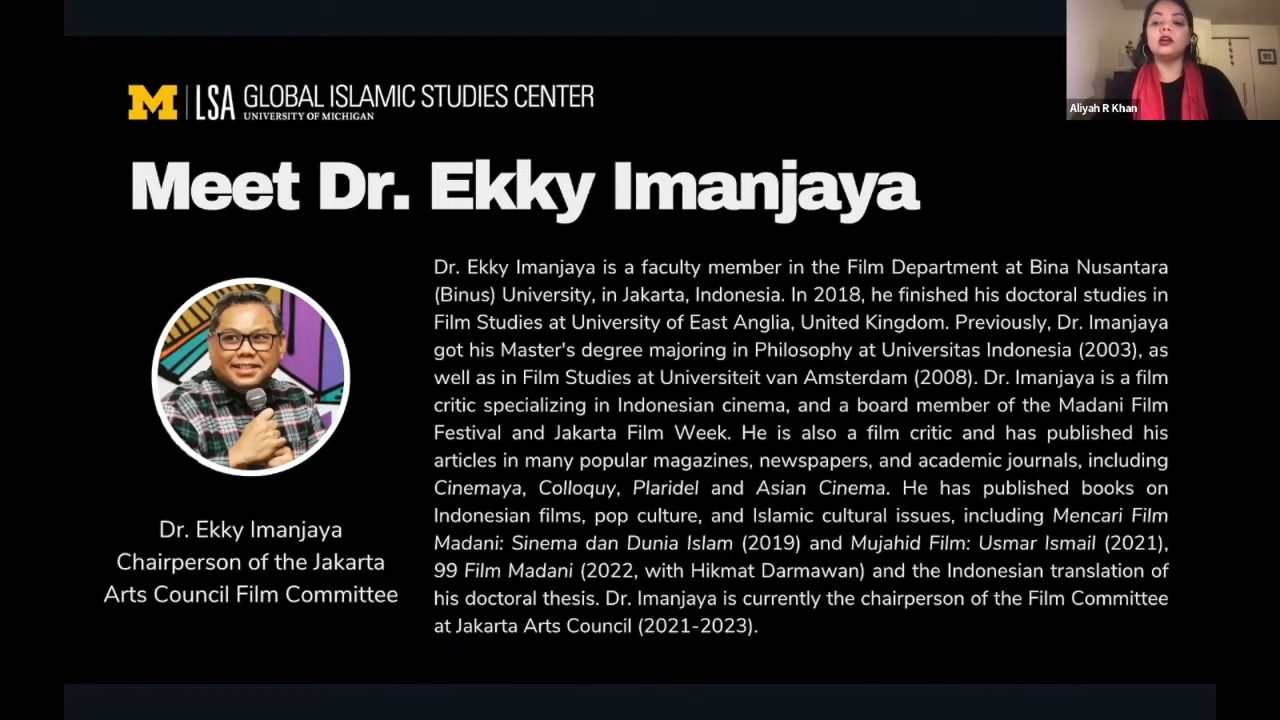 M LSA GLOBAL ISLAMIC STUDIES CENTER
UNIVERSITY OF MICHIGAN
Aliyah R Khan
Meet Dr. Ekky Imanjaya
Dr. Ekky Imanjaya is a faculty member in the Film Department at Bina Nusantara
(Binus) University, in Jakarta, Indonesia. In 2018, he finished his doctoral studies in
Film Studies at University of East Anglia, United Kingdom. Previously, Dr. Imanjaya
got his Master's degree majoring in Philosophy at Universitas Indonesia (2003), as
well as in Film Studies at Universiteit van Amsterdam (2008). Dr. Imanjaya is a film
critic specializing in Indonesian cinema, and a board member of the Madani Film
Festival and Jakarta Film Week. He is also a film critic and has published his
articles in many popular magazines, newspapers, and academic journals, including
Cinemaya, Colloquy, Plaridel and Asian Cinema. He has published books on
Indonesian films, pop culture, and Islamic cultural issues, including Mencari Film
Madani: Sinema dan Dunia Islam (2019) and Mujahid Film: Usmar Ismail (2021),
99 Film Madani (2022, with Hikmat Darmawan) and the Indonesian translation of
his doctoral thesis. Dr. Imanjaya is currently the chairperson of the Film Committee
at Jakarta Arts Council (2021-2023).
Dr. Ekky Imanjaya
Chairperson of the Jakarta
Arts Council Film Committee